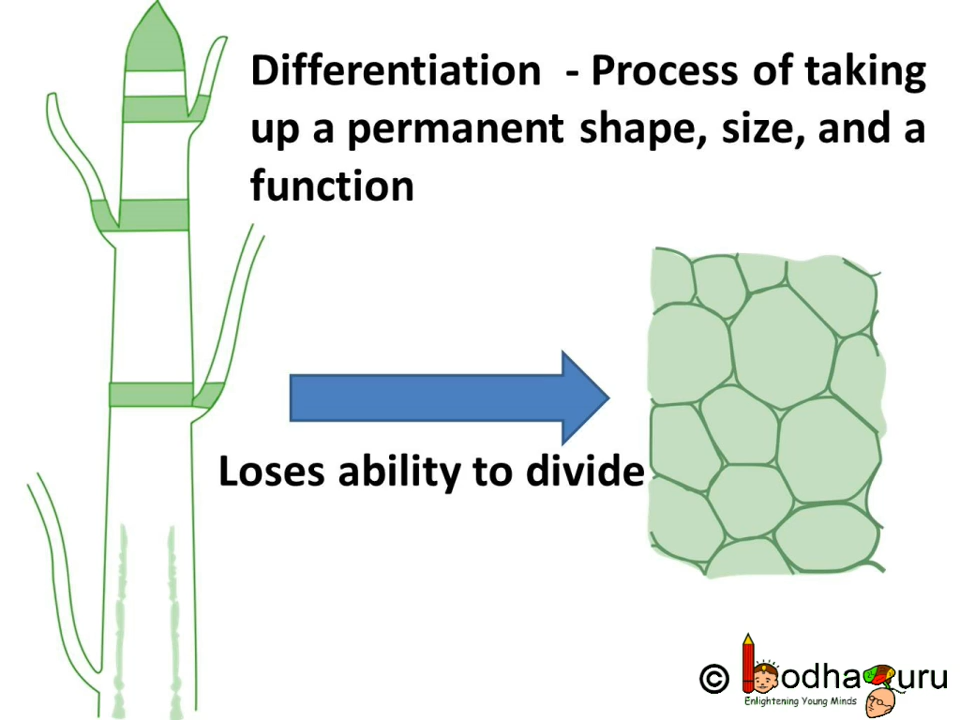 Differentiation - Process of taking
up a permanent shape, size, and a
function
Loses ability to divide
© bodhaGuru
Enlightening Young Minds